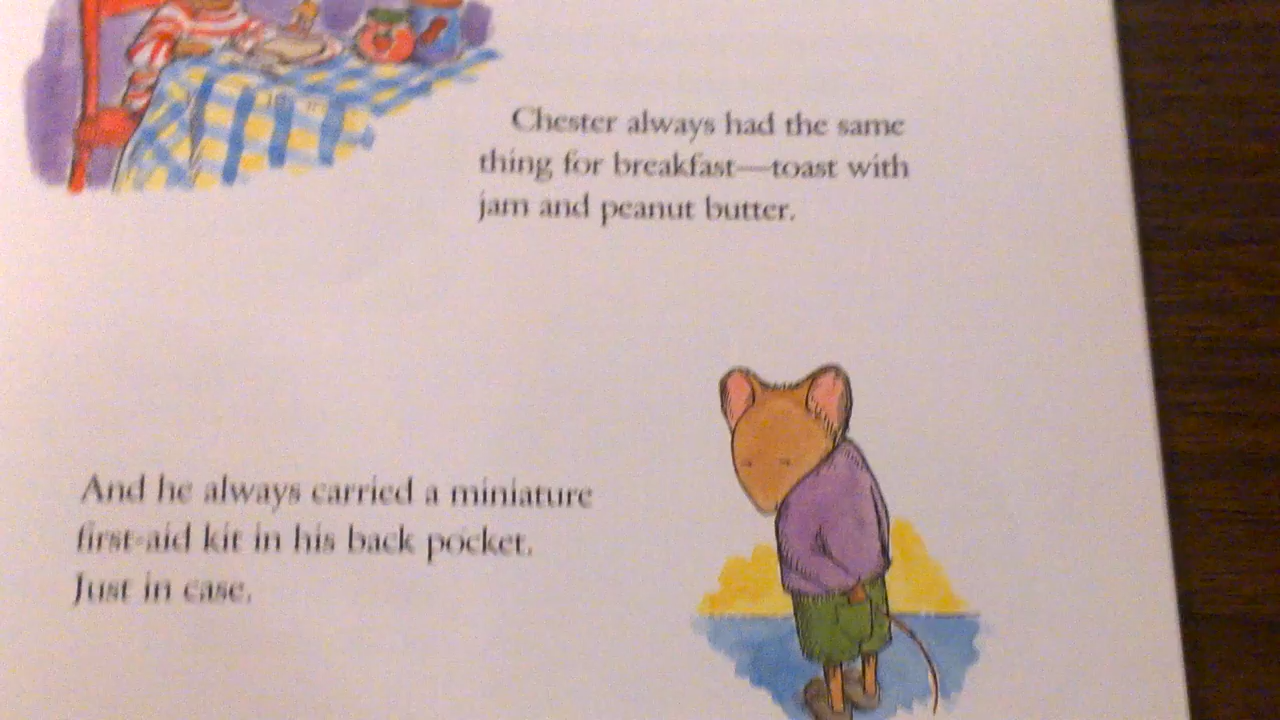 Chester always had the same
thing for breakfast—toast with
jam and peanut butter.
And he always carried a miniature
first-aid kit in his back pocket.
Just in case.